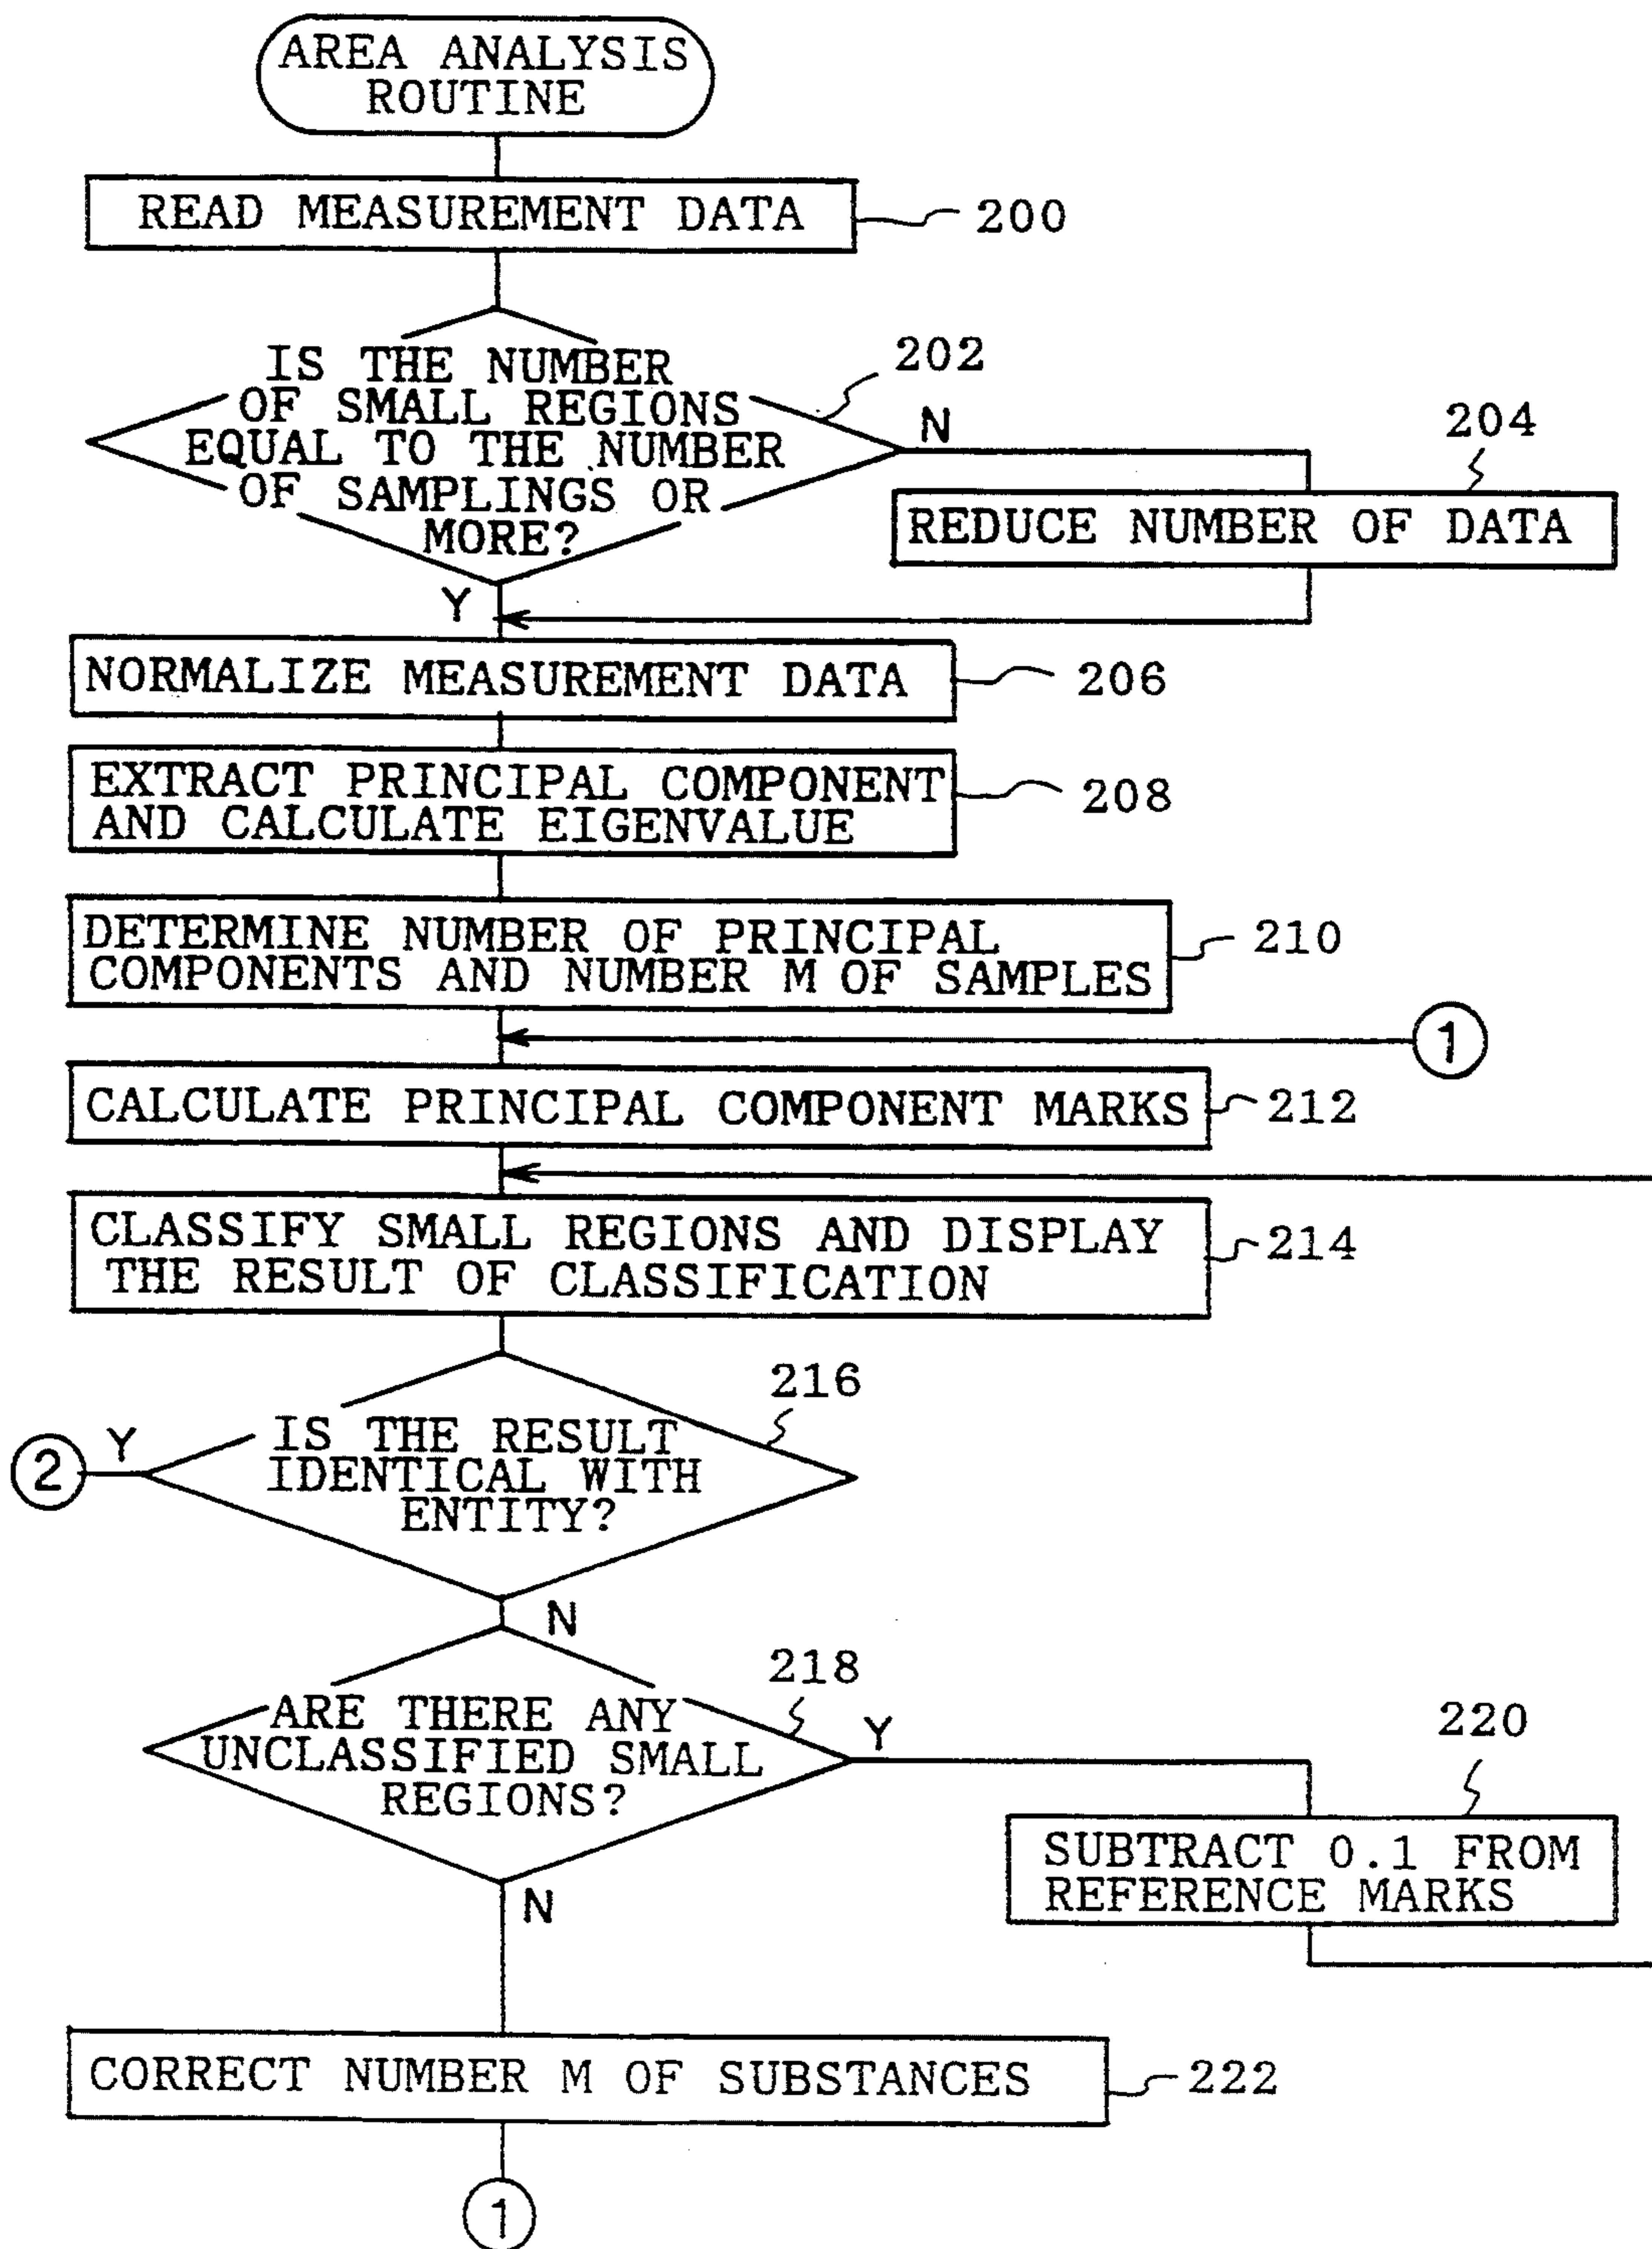 AREA ANALYSIS
ROUTINE
READ MEASUREMENT DATA
200
IS THE NUMBER
OF SMALL REGIONS
EQUAL TO THE NUMBER
OF SAMPLINGS OR
MORE?
202
N
204
REDUCE NUMBER OF DATA
Y
NORMALIZE MEASUREMENT DATA
206
EXTRACT PRINCIPAL COMPONENT
AND CALCULATE EIGENVALUE
208
DETERMINE NUMBER OF PRINCIPAL
COMPONENTS AND NUMBER M OF SAMPLES
210
1
CALCULATE PRINCIPAL COMPONENT MARKS
212
CLASSIFY SMALL REGIONS AND DISPLAY
THE RESULT OF CLASSIFICATION
214
216
2
Y
IS THE RESULT
IDENTICAL WITH
ENTITY?
N
218
ARE THERE ANY
UNCLASSIFIED SMALL
REGIONS?
Y
220
SUBTRACT 0.1 FROM
REFERENCE MARKS
N
CORRECT NUMBER M OF SUBSTANCES
222
1